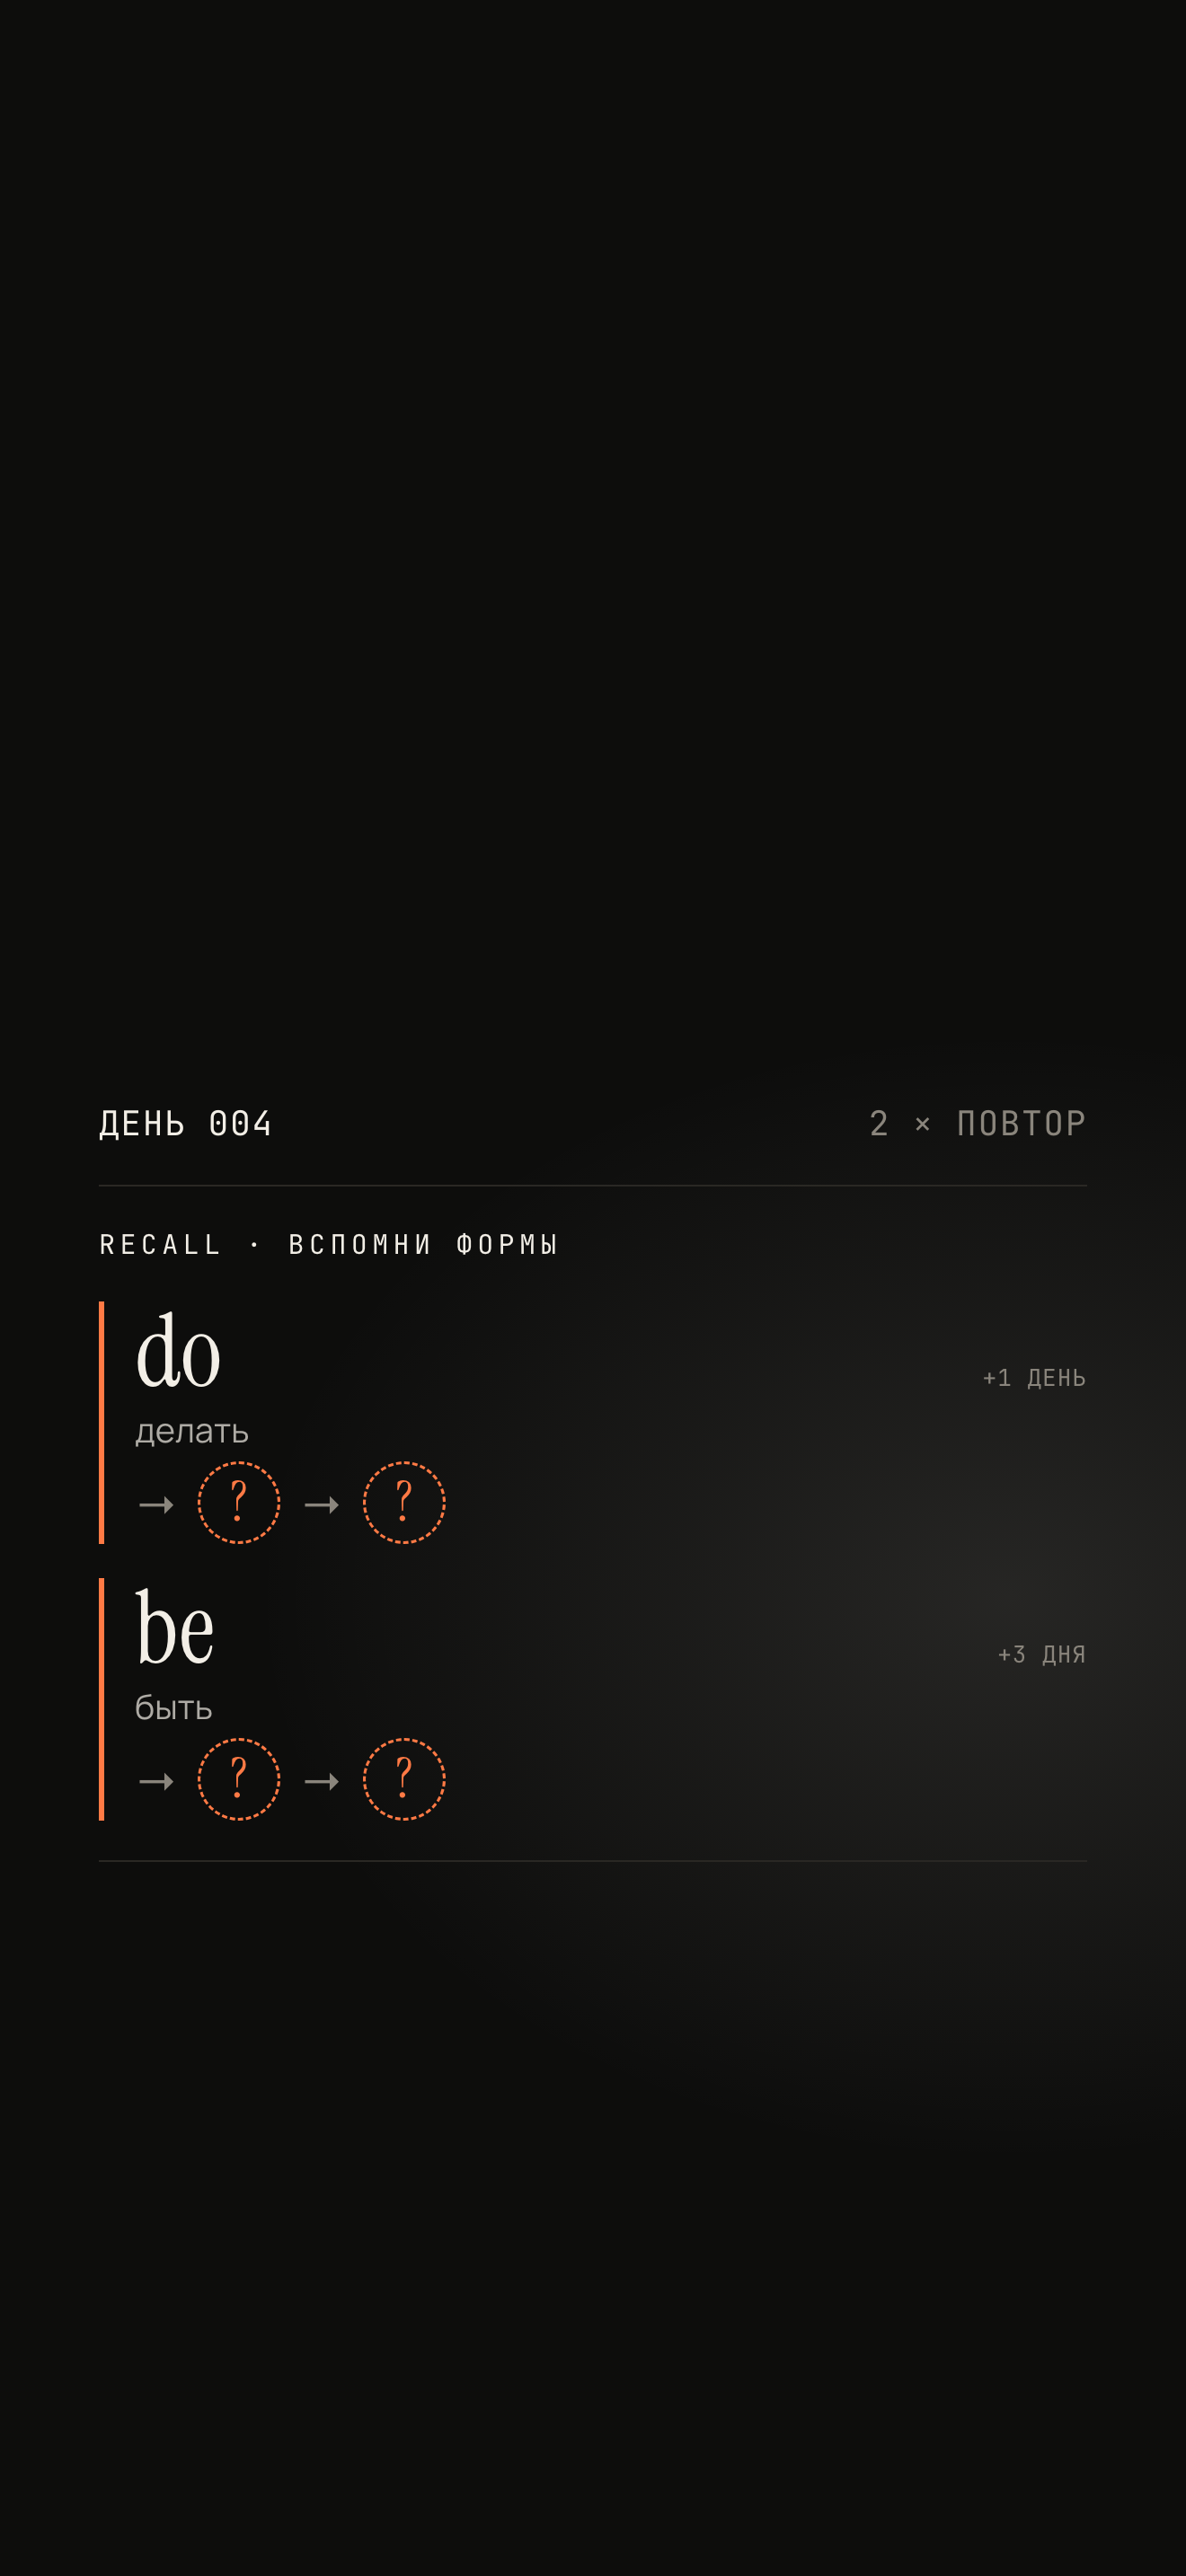 ДЕНЬ 004
2 × ПОВТОР
RECALL · ВСПОМНИ ФОРМЫ
do
+1 ДЕНЬ
делать
→ ? → ?
be
+3 ДНЯ
быть
→ ? → ?